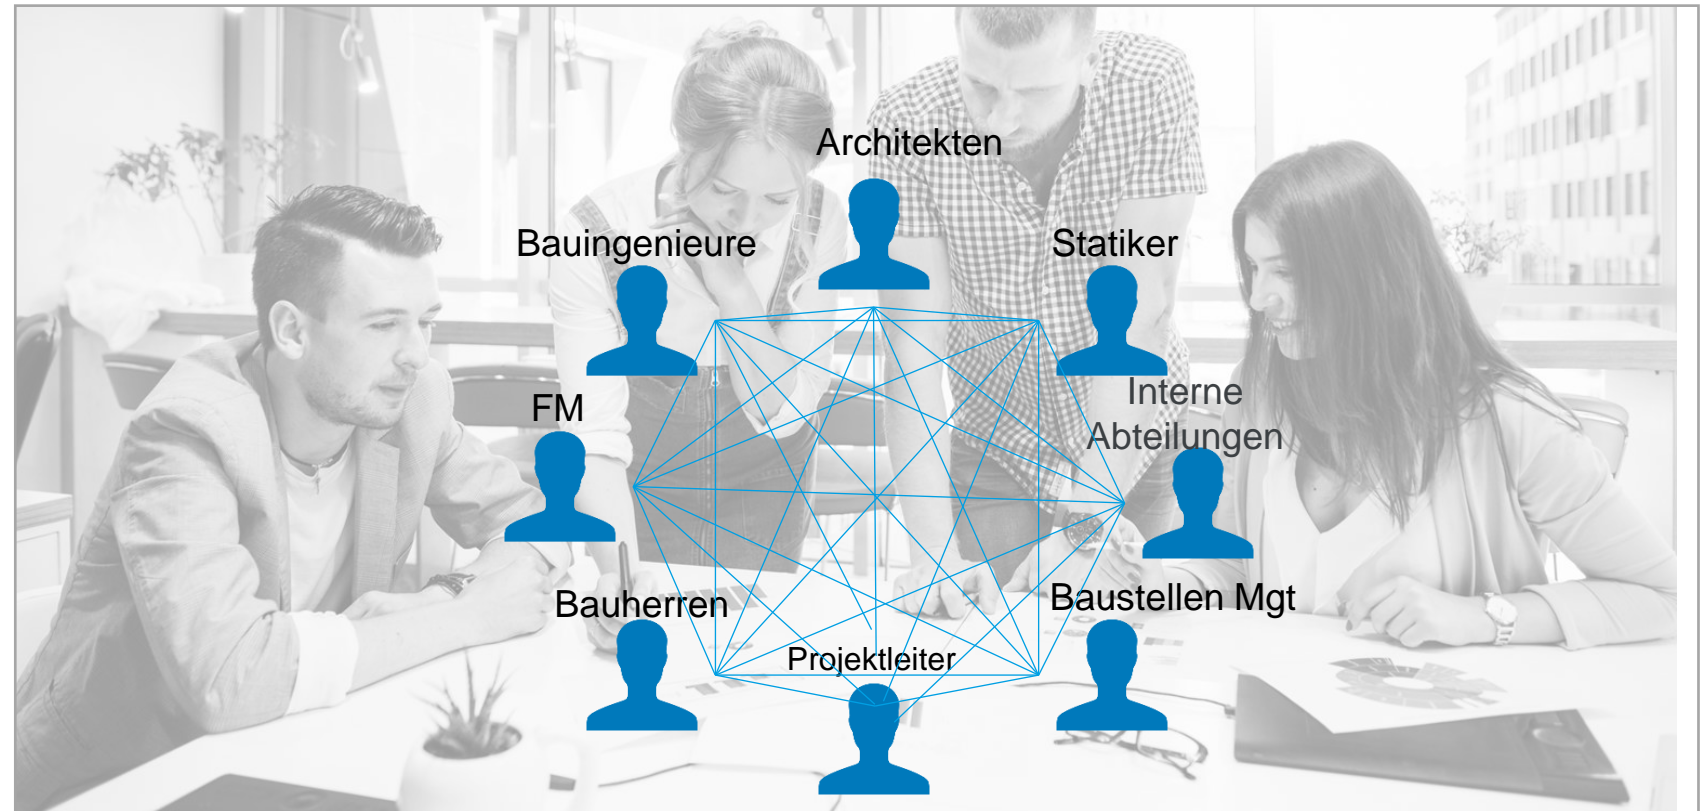 Architekten
Bauingenieure
Statiker
Interne
Abteilungen
FM
Bauherren
Baustellen Mgt
Projektleiter